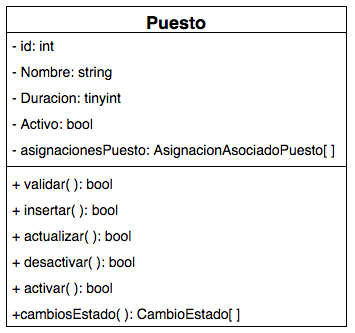 Puesto
- id: int
- Nombre: string
- Duracion: tinyint
- Activo: bool
- asignacionesPuesto: AsignacionAsociadoPuesto[ ]
+ validar( ): bool
+ insertar( ): bool
+ actualizar( ): bool
+ desactivar( ): bool
+ activar( ): bool
+cambiosEstado( ): CambioEstado[ ]